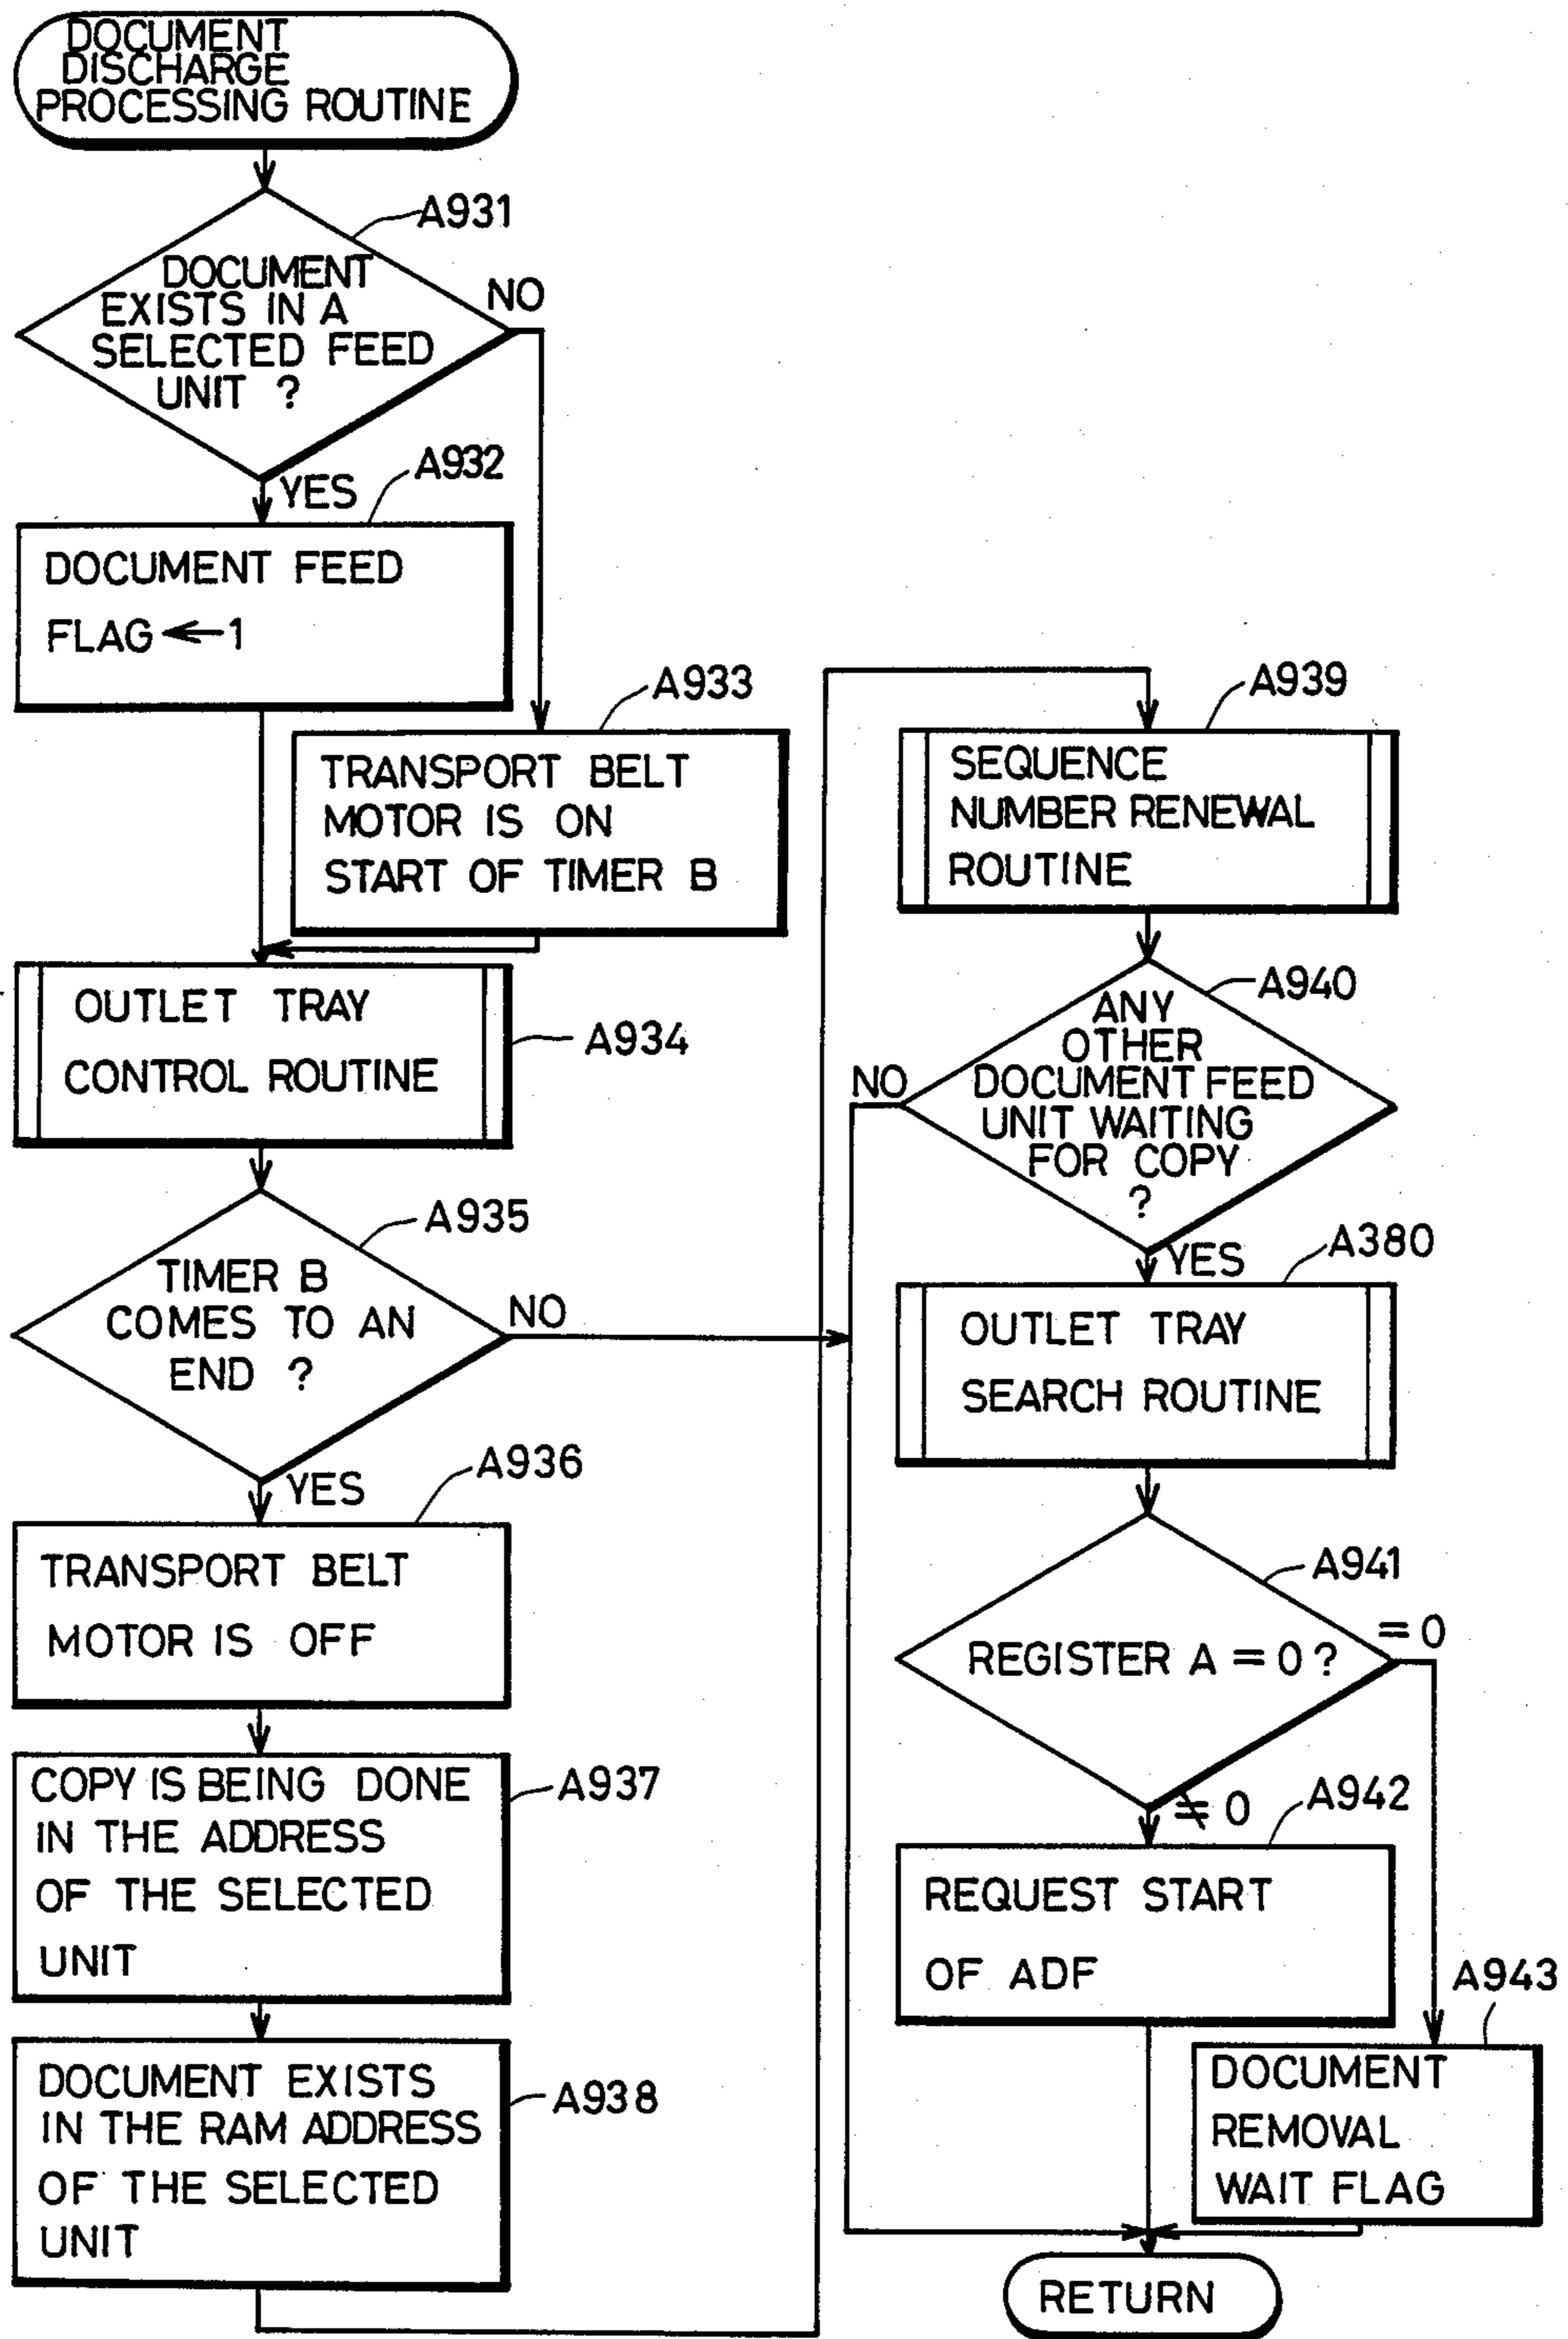 DOCUMENT
DISCHARGE
PROCESSING ROUTINE
A931
DOCUMENT
EXISTS IN A
SELECTED FEED
UNIT ?
NO
YES
A932
DOCUMENT FEED
FLAG ← 1
A933
TRANSPORT BELT
MOTOR IS ON
START OF TIMER B
OUTLET TRAY
CONTROL ROUTINE
A934
A935
TIMER B
COMES TO AN
END ?
NO
YES
A936
TRANSPORT BELT
MOTOR IS OFF
COPY IS BEING DONE
IN THE ADDRESS
OF THE SELECTED
UNIT
A937
DOCUMENT EXISTS
IN THE RAM ADDRESS
OF THE SELECTED
UNIT
A938
A939
SEQUENCE
NUMBER RENEWAL
ROUTINE
A940
ANY
OTHER
DOCUMENT FEED
UNIT WAITING
FOR COPY
?
NO
YES
A380
OUTLET TRAY
SEARCH ROUTINE
A941
REGISTER A = 0 ?
= 0
≠ 0
A942
REQUEST START
OF ADF
A943
DOCUMENT
REMOVAL
WAIT FLAG
RETURN